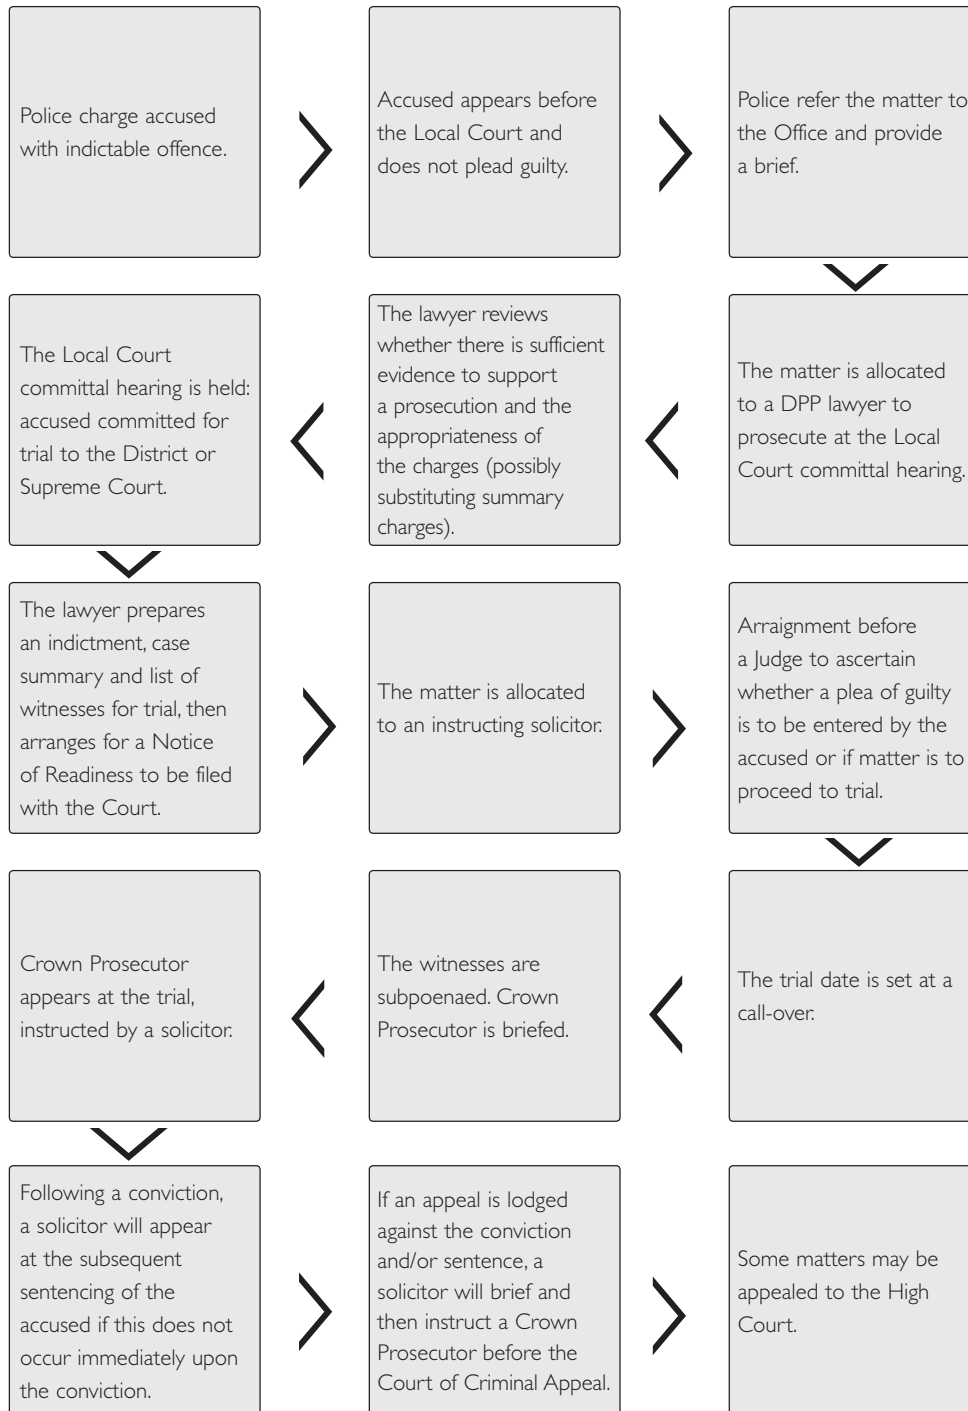 Police charge accused
with indictable offence.
Accused appears before
the Local Court and
does not plead guilty.
Police refer the matter to
the Office and provide
a brief.
The matter is allocated
to a DPP lawyer to
prosecute at the Local
Court committal hearing.
The lawyer reviews
whether there is sufficient
evidence to support
a prosecution and the
appropriateness of
the charges (possibly
substituting summary
charges).
The Local Court
committal hearing is held:
accused committed for
trial to the District or
Supreme Court.
The lawyer prepares
an indictment, case
summary and list of
witnesses for trial, then
arranges for a Notice
of Readiness to be filed
with the Court.
The matter is allocated
to an instructing solicitor.
Arraignment before
a Judge to ascertain
whether a plea of guilty
is to be entered by the
accused or if matter is to
proceed to trial.
The trial date is set at a
call-over.
The witnesses are
subpoenaed. Crown
Prosecutor is briefed.
Crown Prosecutor
appears at the trial,
instructed by a solicitor.
Following a conviction,
a solicitor will appear
at the subsequent
sentencing of the
accused if this does not
occur immediately upon
the conviction.
If an appeal is lodged
against the conviction
and/or sentence, a
solicitor will brief and
then instruct a Crown
Prosecutor before the
Court of Criminal Appeal.
Some matters may be
appealed to the High
Court.